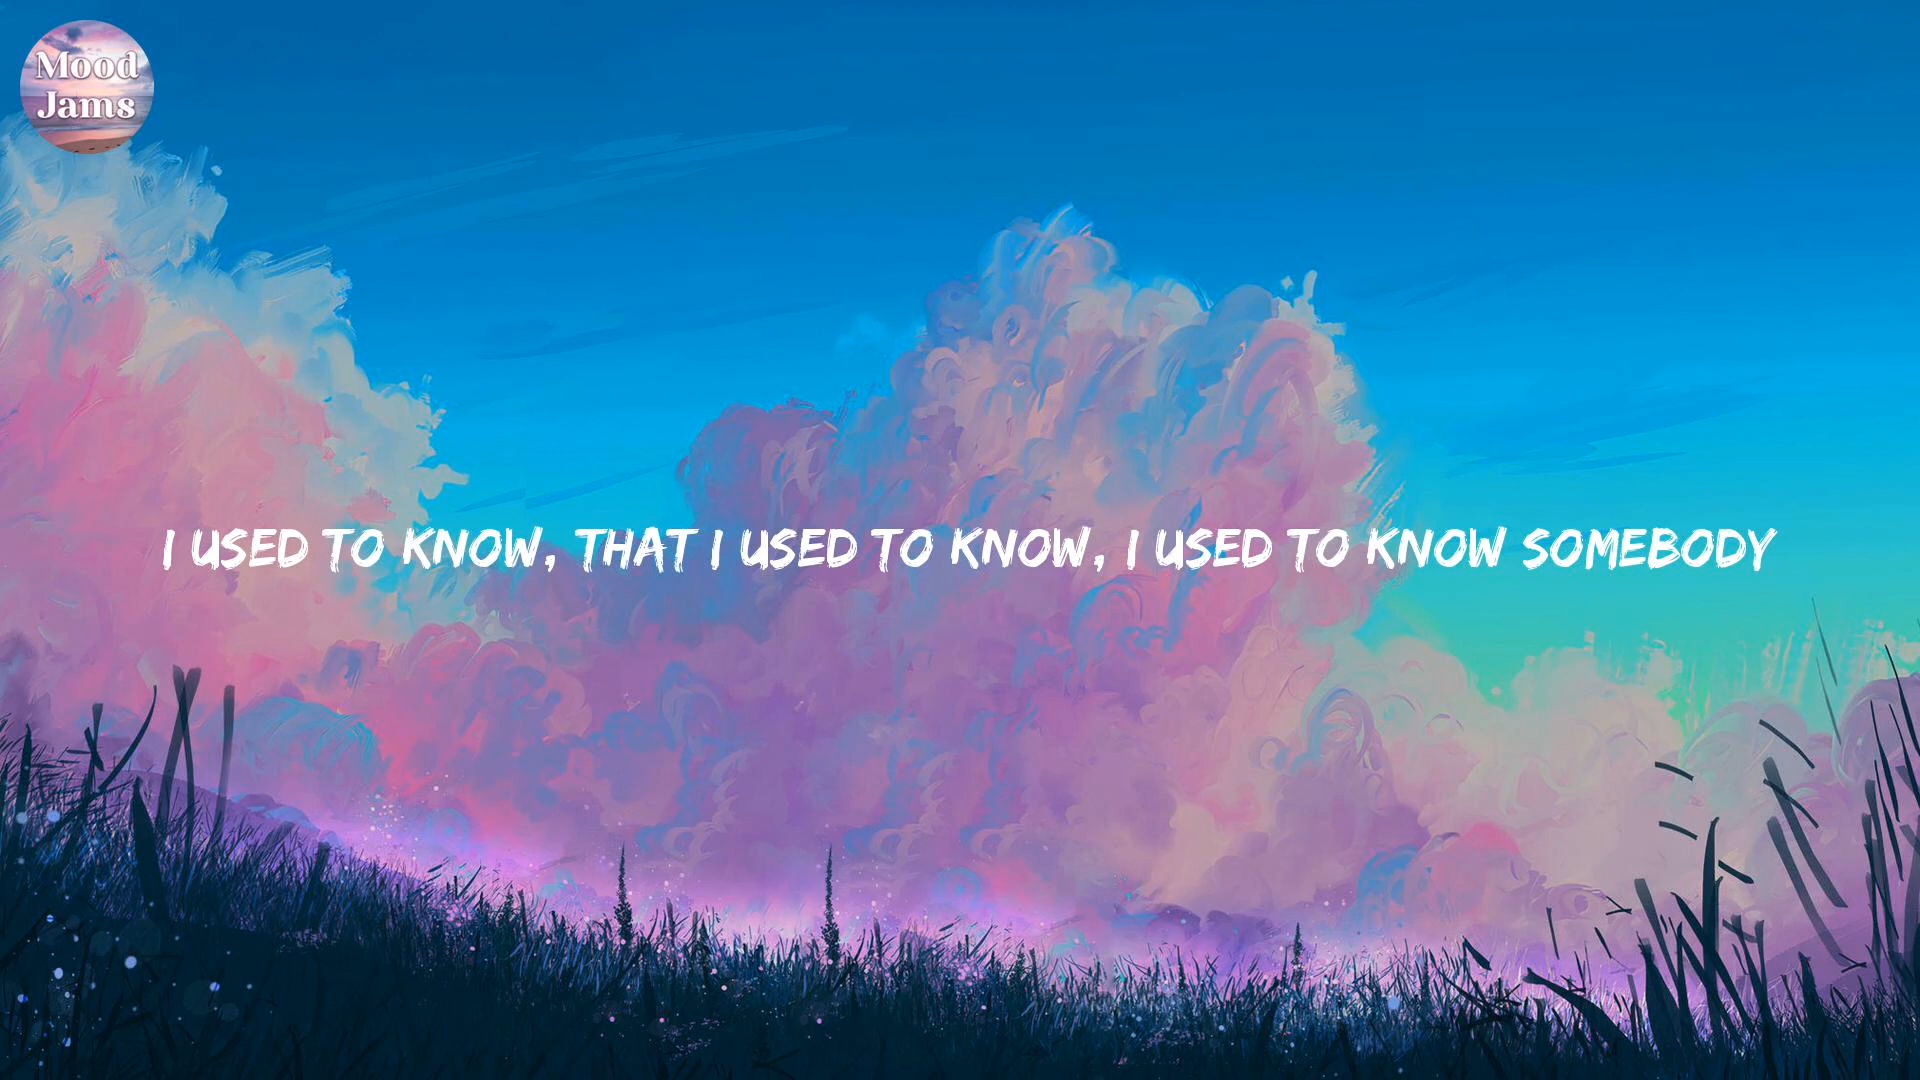 Mood
Jams
I USED TO KNOW, THAT I USED TO KNOW, I USED TO KNOW SOMEBODY